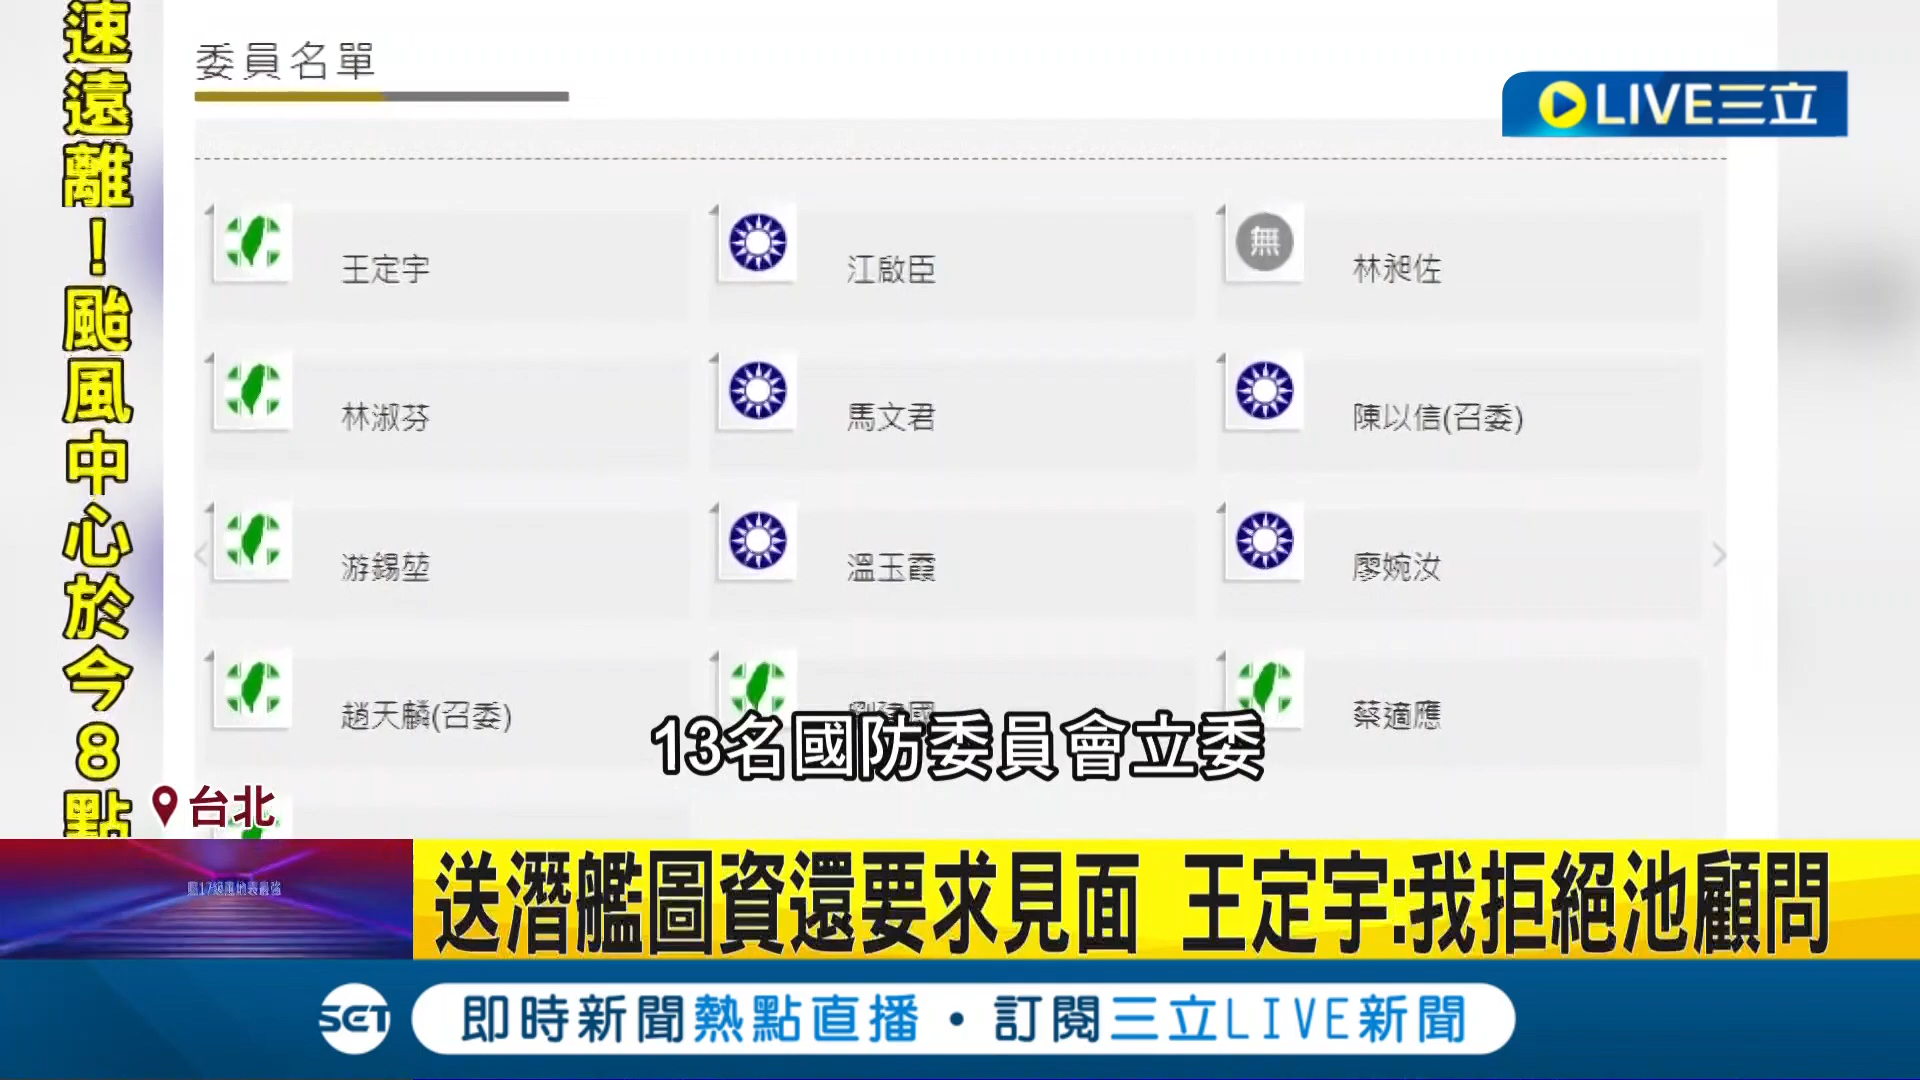 速遠離！颱風中心於今8點
委員名單
LIVE三立
王定宇
江啟臣
無
林昶佐
林淑芬
馬文君
陳以信(召委)
游錫堃
溫玉霞
廖婉汝
趙天麟(召委)
劉建國
蔡適應
13名國防委員會立委
台北
送潛艦圖資還要求見面 王定宇:我拒絕池顧問
SET
即時新聞熱點直播・訂閱三立LIVE新聞